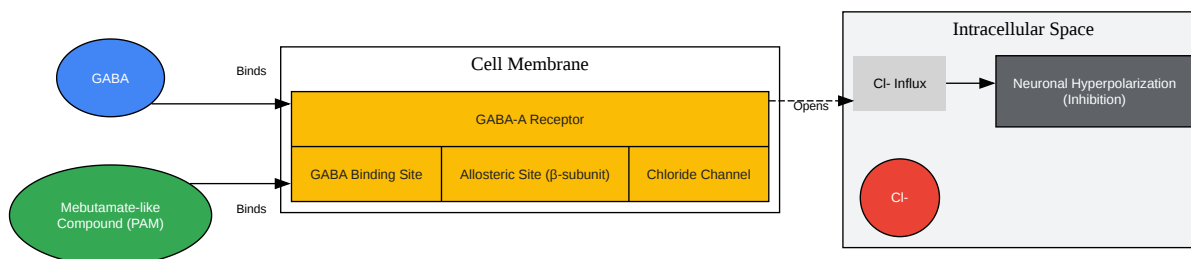 GABA
Binds
Cell Membrane
GABA-A Receptor
GABA Binding Site
Allosteric Site (β-subunit)
Chloride Channel
Mebutamate-like
Compound (PAM)
Binds
Opens
Intracellular Space
Cl- Influx
Neuronal Hyperpolarization
(Inhibition)
Cl-